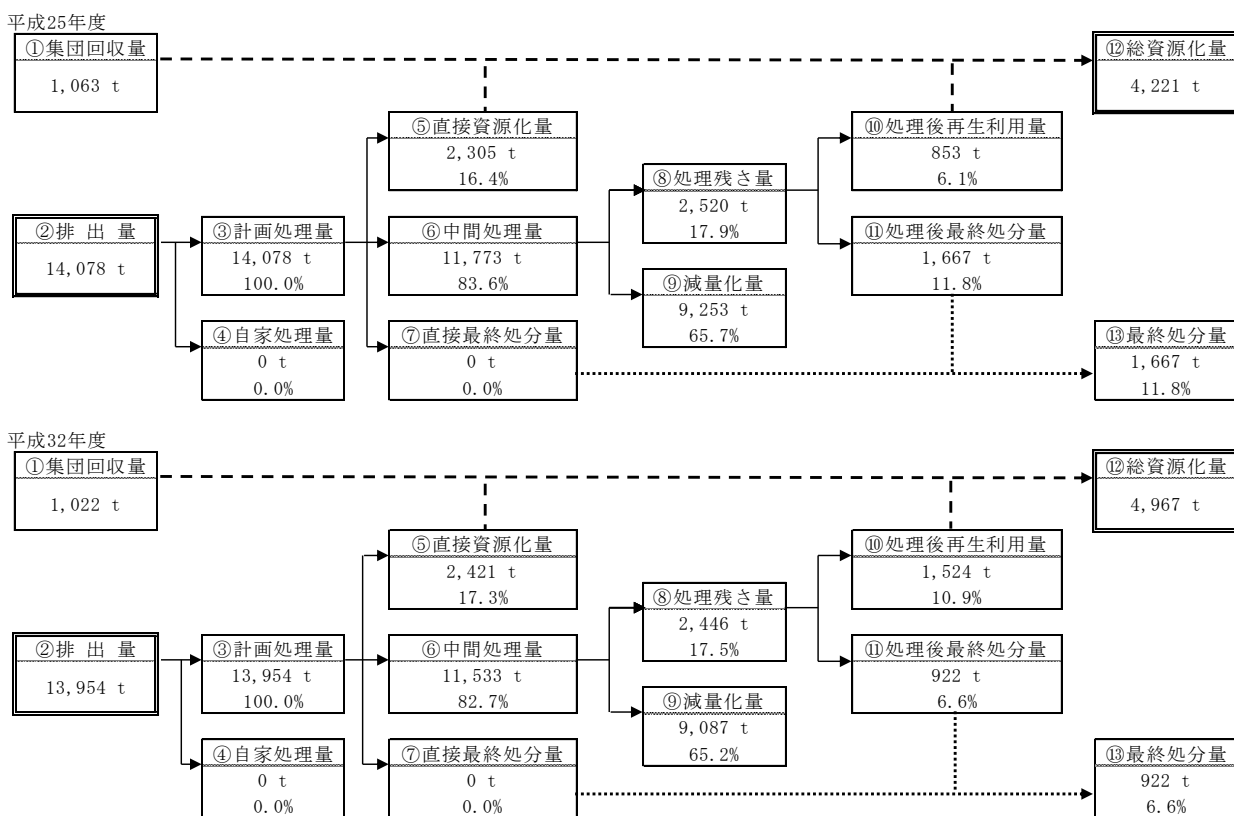 平成25年度
①集団回収量
1,063 t
⑫総資源化量
4,221 t
⑤直接資源化量
2,305 t
16.4%
⑩処理後再生利用量
853 t
6.1%
⑧処理残さ量
2,520 t
17.9%
②排 出 量
14,078 t
③計画処理量
14,078 t
100.0%
⑥中間処理量
11,773 t
83.6%
⑪処理後最終処分量
1,667 t
11.8%
⑨減量化量
9,253 t
65.7%
④自家処理量
0 t
0.0%
⑦直接最終処分量
0 t
0.0%
⑬最終処分量
1,667 t
11.8%
平成32年度
①集団回収量
1,022 t
⑫総資源化量
4,967 t
⑤直接資源化量
2,421 t
17.3%
⑩処理後再生利用量
1,524 t
10.9%
⑧処理残さ量
2,446 t
17.5%
②排 出 量
13,954 t
③計画処理量
13,954 t
100.0%
⑥中間処理量
11,533 t
82.7%
⑪処理後最終処分量
922 t
6.6%
⑨減量化量
9,087 t
65.2%
④自家処理量
0 t
0.0%
⑦直接最終処分量
0 t
0.0%
⑬最終処分量
922 t
6.6%